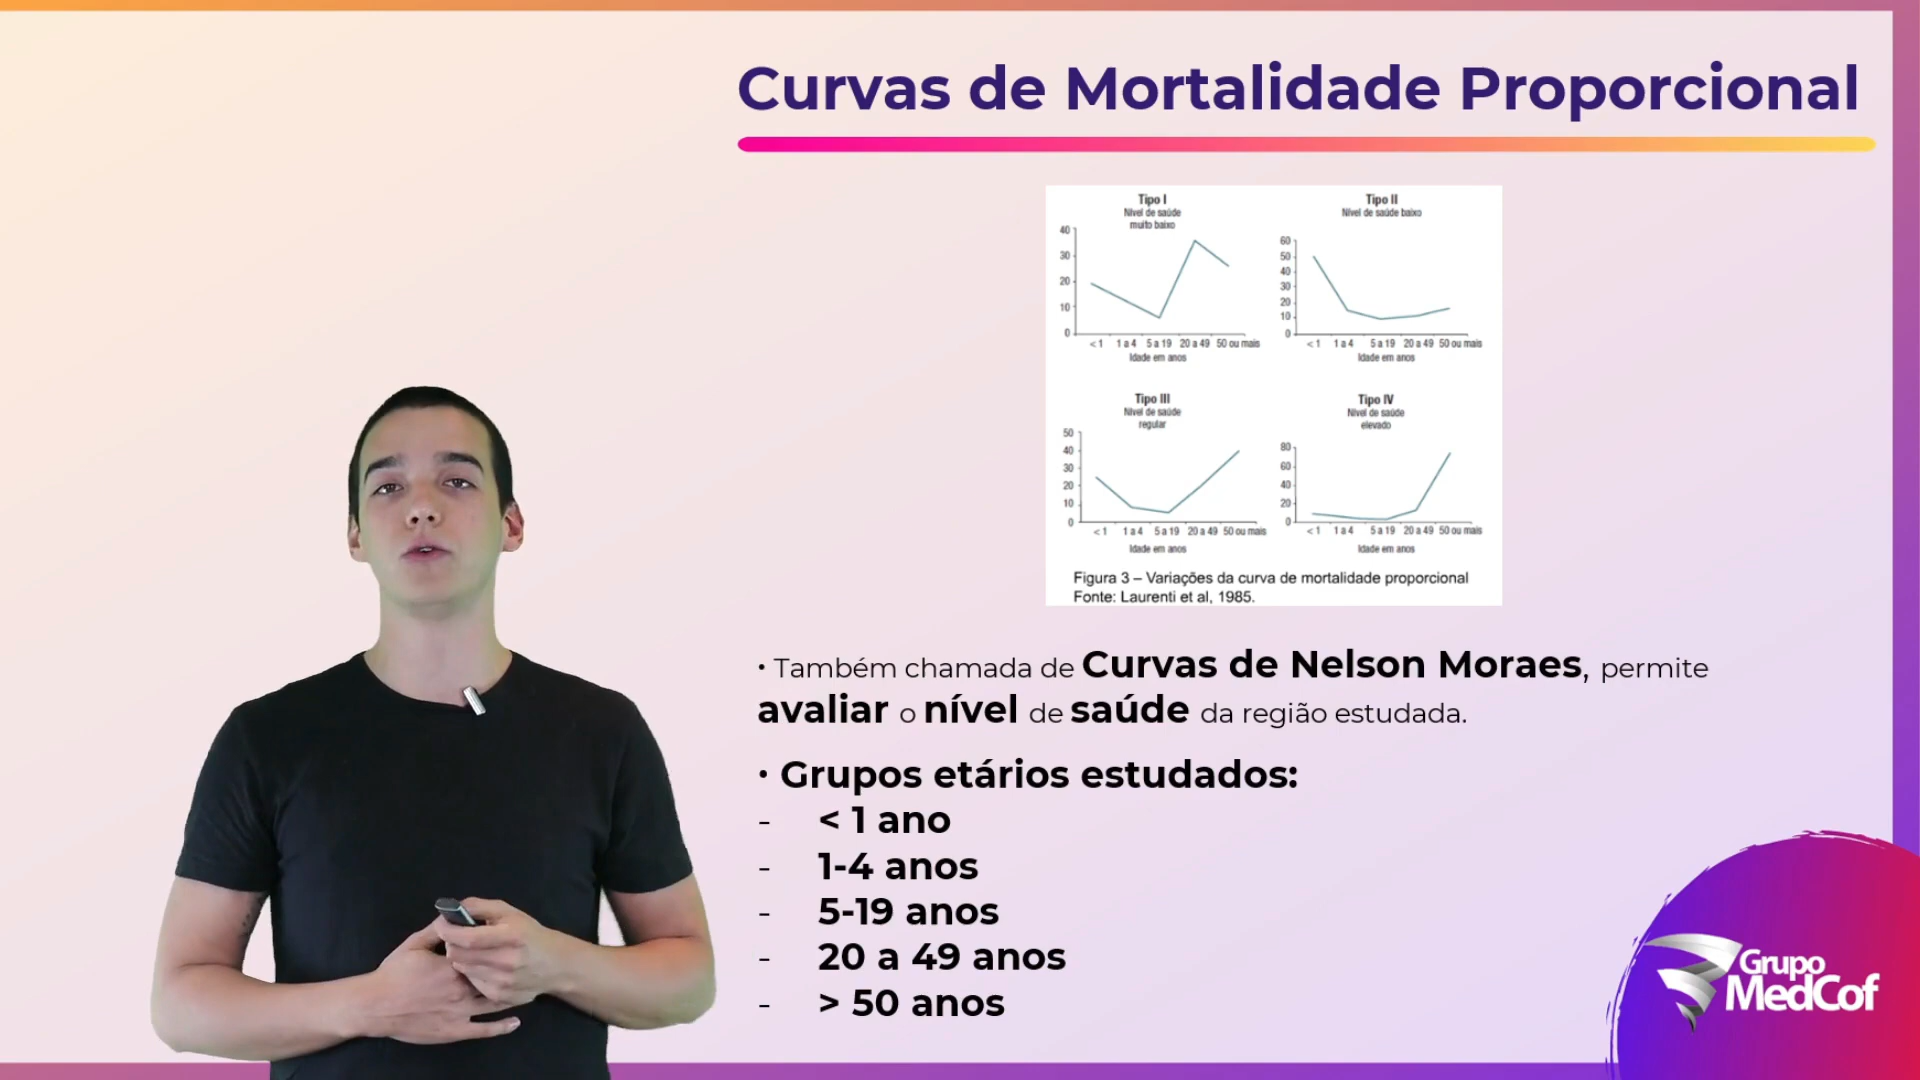 Curvas de Mortalidade Proporcional
Tipo I
Nível de saúde
muito baixo
40
30
20
10
0
< 1 1 a 4 5 a 19 20 a 49 50 ou mais
Idade em anos
Tipo II
Nível de saúde baixo
60
50
40
30
20
10
0
< 1 1 a 4 5 a 19 20 a 49 50 ou mais
Idade em anos
Tipo III
Nível de saúde
regular
50
40
30
20
10
0
< 1 1 a 4 5 a 19 20 a 49 50 ou mais
Idade em anos
Tipo IV
Nível de saúde
elevado
80
60
40
20
0
< 1 1 a 4 5 a 19 20 a 49 50 ou mais
Idade em anos
Figura 3 – Variações da curva de mortalidade proporcional
Fonte: Laurenti et al, 1985.
• Também chamada de Curvas de Nelson Moraes, permite
avaliar o nível de saúde da região estudada.
• Grupos etários estudados:
- < 1 ano
- 1-4 anos
- 5-19 anos
- 20 a 49 anos
- > 50 anos
Grupo
MedCof